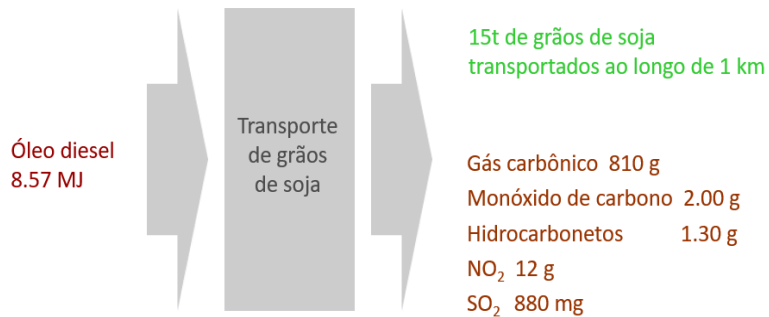 Óleo diesel
8.57 MJ
Transporte
de grãos
de soja
15t de grãos de soja
transportados ao longo de 1 km
Gás carbônico 810 g
Monóxido de carbono 2.00 g
Hidrocarbonetos 1.30 g
NO₂ 12 g
SO₂ 880 mg